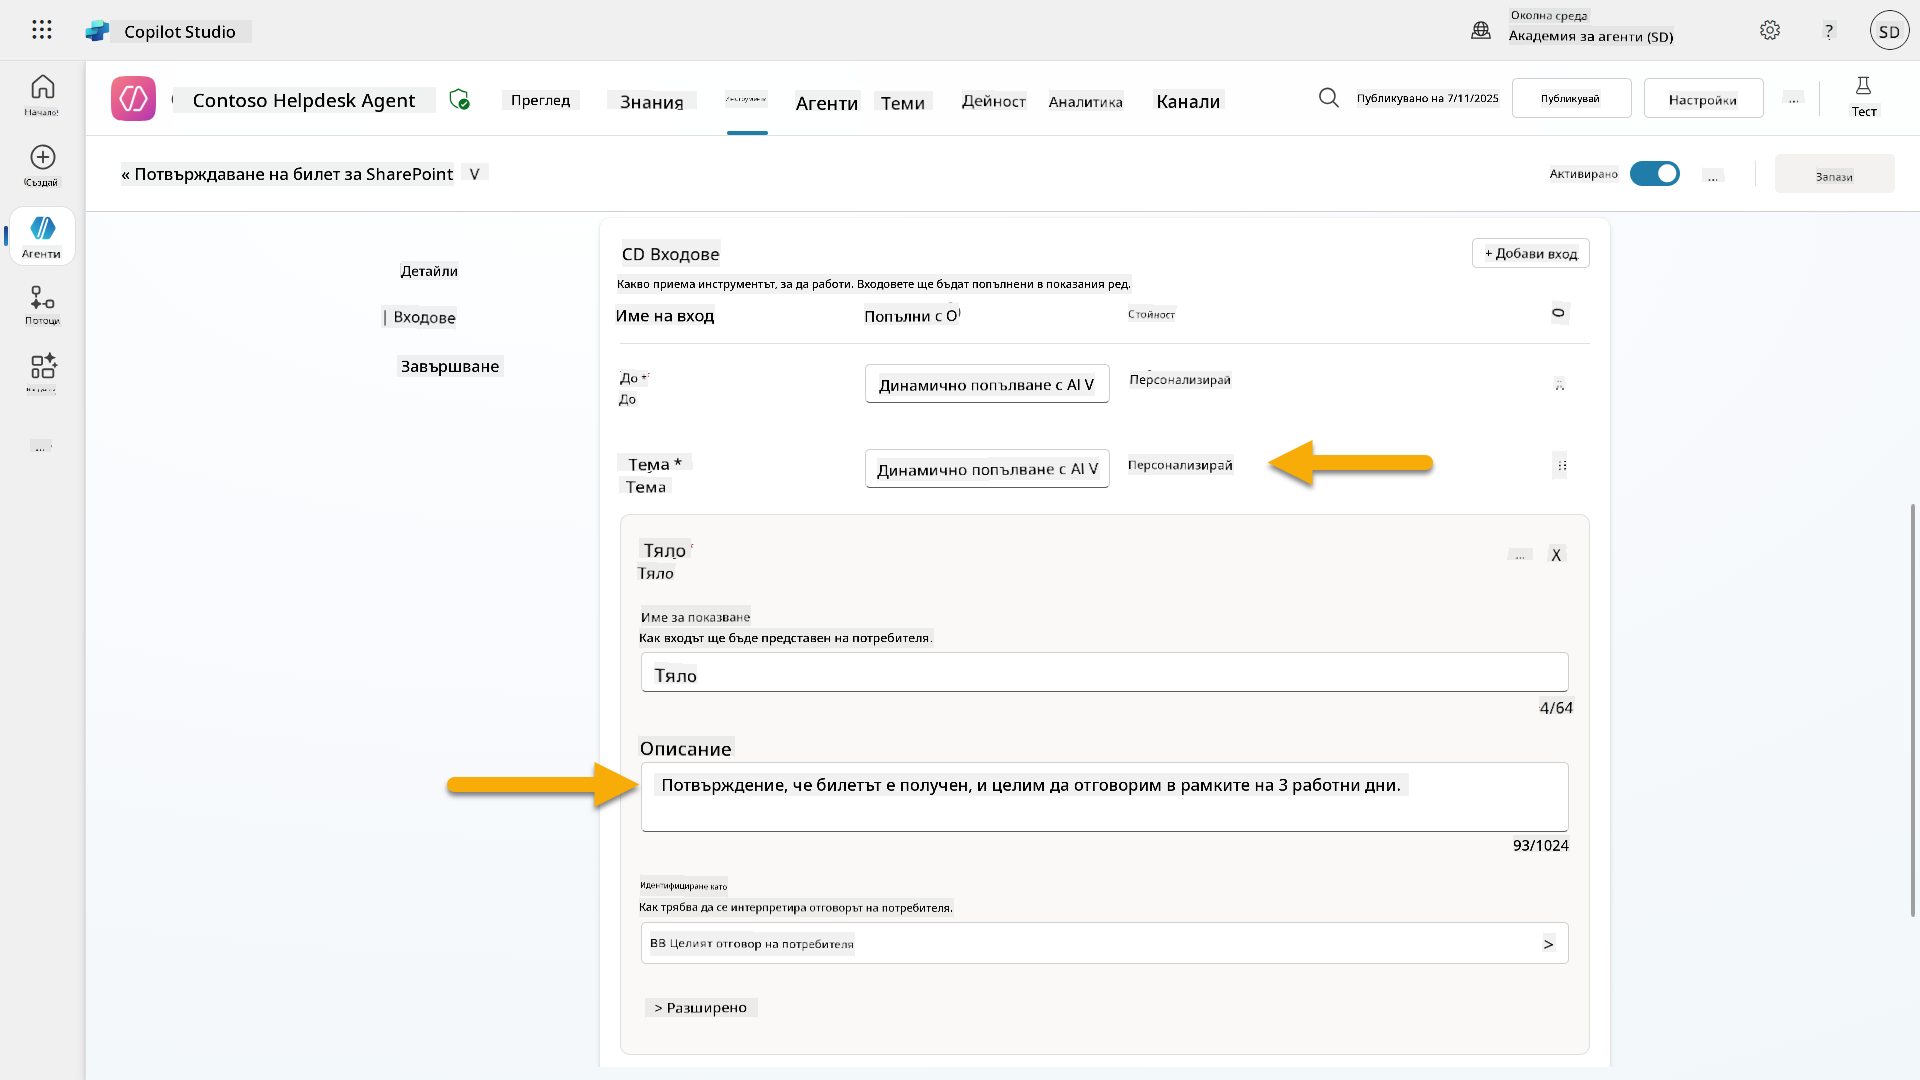 Copilot Studio
Околна среда
Академия за агенти (SD)
?
SD
Начало
Contoso Helpdesk Agent
Преглед
Знания
Инструменти
Агенти
Теми
Дейност
Аналитика
Канали
Публикувано на 7/11/2025
Публикувай
Настройки
...
Тест
Създай
« Потвърждаване на билет за SharePoint V
Активирано
...
Запази
Агенти
Потоци
...
Детайли
| Входове
Завършване
CD Входове
+ Добави вход
Какво приема инструментът, за да работи. Входовете ще бъдат попълнени в показания ред.
Име на вход
Попълни с O
Стойност
До *
До
Динамично попълване с AI V
Персонализирай
Тема *
Тема
Динамично попълване с AI V
Персонализирай
Тяло *
Тяло
... X
Име за показване
Как входът ще бъде представен на потребителя.
Тяло
4/64
Описание
Потвърждение, че билетът е получен, и целим да отговорим в рамките на 3 работни дни.
93/1024
Идентифициране като
Как трябва да се интерпретира отговорът на потребителя.
BB Целият отговор на потребителя >
> Разширено